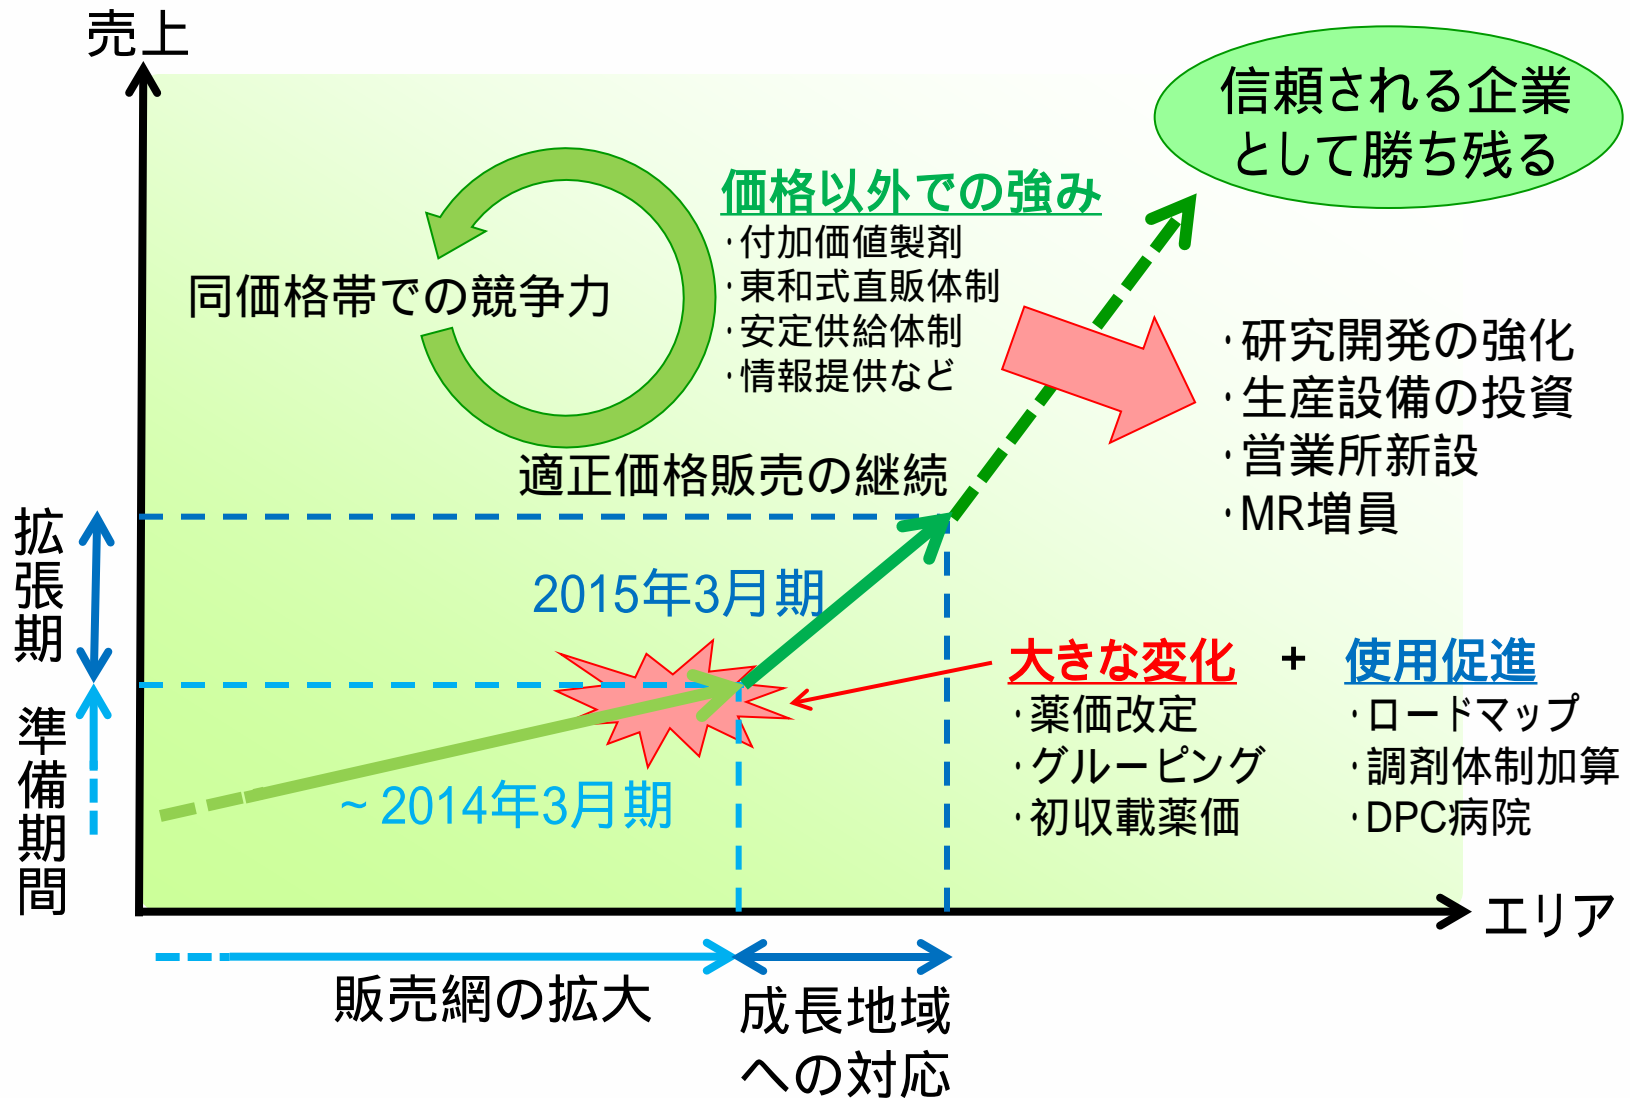 売上
信頼される企業
として勝ち残る
価格以外での強み
・付加価値製剤
・東和式直販体制
・安定供給体制
・情報提供など
同価格帯での競争力
・研究開発の強化
・生産設備の投資
・営業所新設
・MR増員
適正価格販売の継続
拡張期
2015年3月期
大きな変化
+
使用促進
・薬価改定
・グルーピング
・初収載薬価
・ロードマップ
・調剤体制加算
・DPC病院
準備期間
~2014年3月期
エリア
販売網の拡大
成長地域
への対応